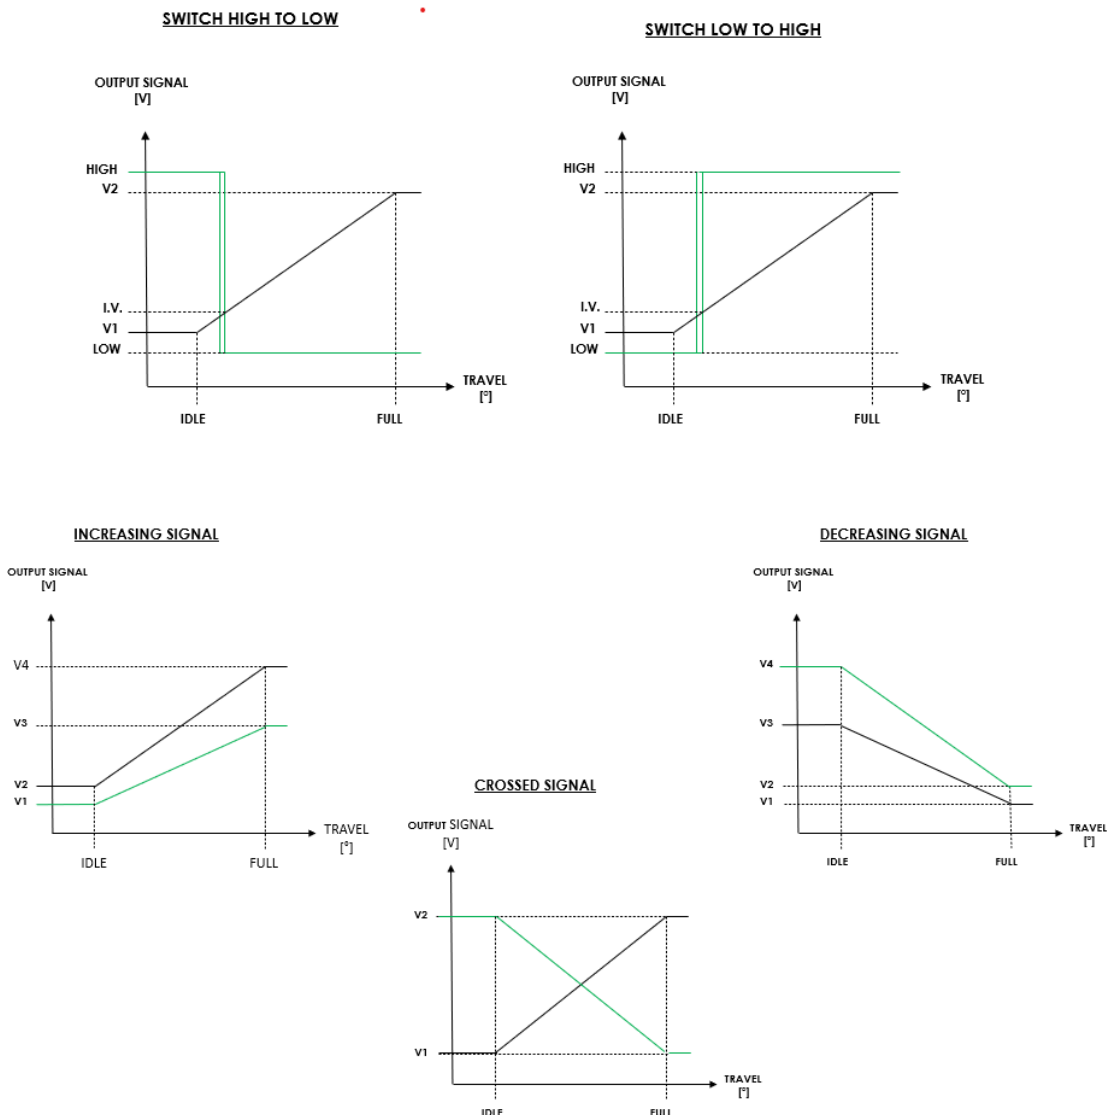 SWITCH HIGH TO LOW
OUTPUT SIGNAL
[V]
HIGH
V2
I.V.
V1
LOW
TRAVEL
[°]
IDLE
FULL
SWITCH LOW TO HIGH
OUTPUT SIGNAL
[V]
HIGH
V2
I.V.
V1
LOW
TRAVEL
[°]
IDLE
FULL
INCREASING SIGNAL
OUTPUT SIGNAL
[V]
V4
V3
V2
V1
TRAVEL
[°]
IDLE
FULL
DECREASING SIGNAL
OUTPUT SIGNAL
[V]
V4
V3
V2
V1
TRAVEL
[°]
IDLE
FULL
CROSSED SIGNAL
OUTPUT SIGNAL
[V]
V2
V1
TRAVEL
[°]
IDLE
FULL